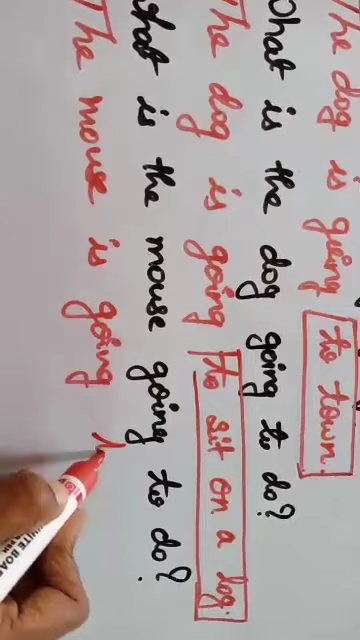 The dog is going to town.
What is the dog going to do?
The dog is going to sit on a log.
What is the mouse going to do?
The mouse is going